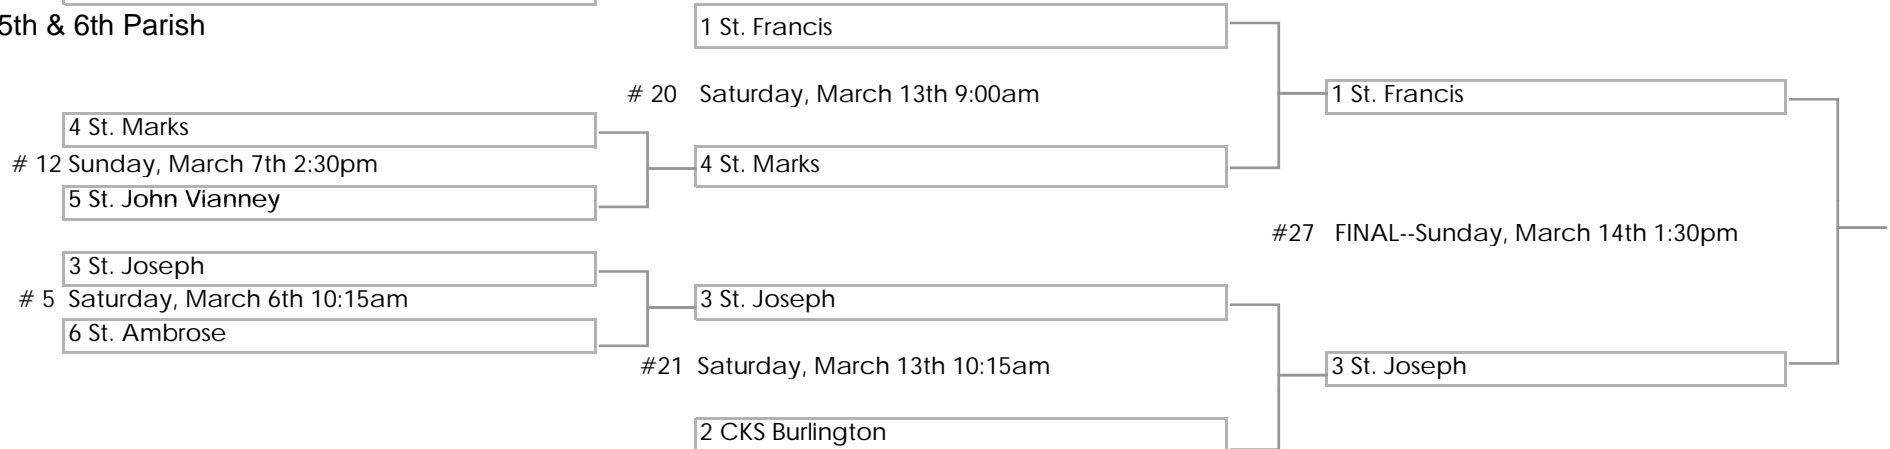 5th & 6th Parish
1 St. Francis
# 20 Saturday, March 13th 9:00am
1 St. Francis
4 St. Marks
# 12 Sunday, March 7th 2:30pm
4 St. Marks
5 St. John Vianney
#27 FINAL--Sunday, March 14th 1:30pm
3 St. Joseph
# 5 Saturday, March 6th 10:15am
3 St. Joseph
6 St. Ambrose
#21 Saturday, March 13th 10:15am
3 St. Joseph
2 CKS Burlington